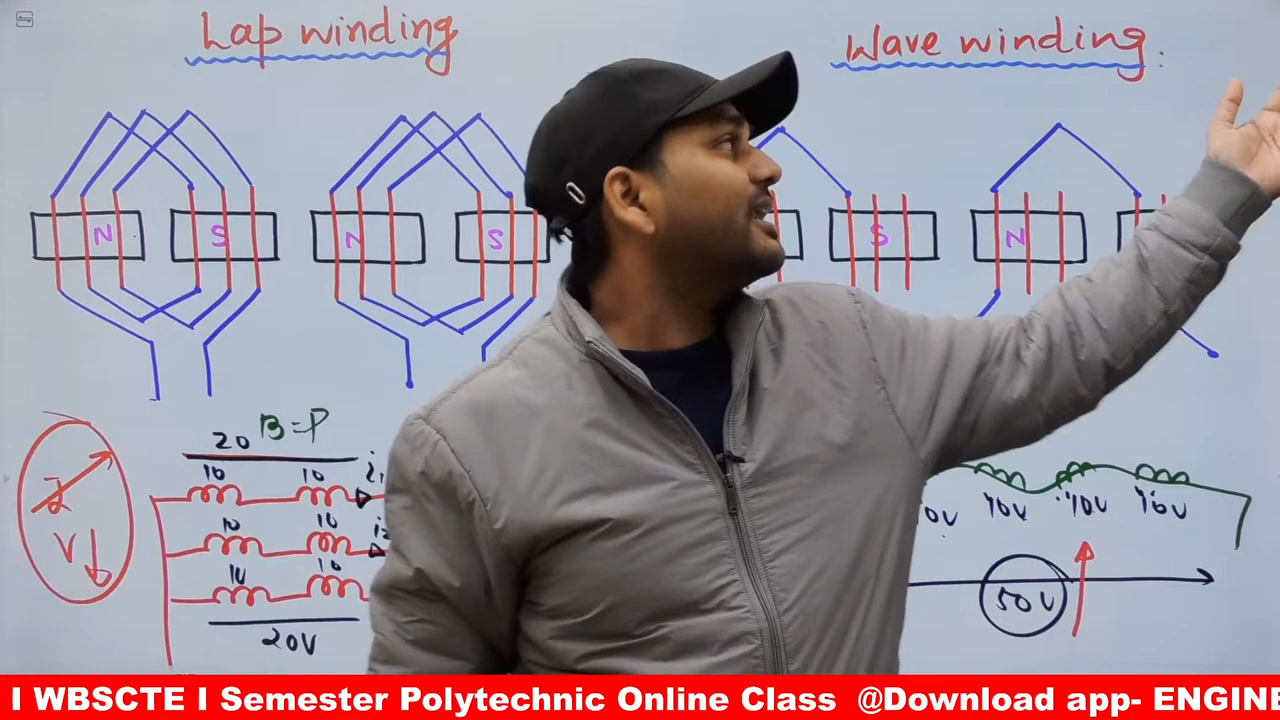 Lap winding
Wave winding.
N S N S S N
20 B=P
10 10 i₁
10 10
10 10
20V
I
V
10V 10V 10V
50V
I WBSCTE I Semester Polytechnic Online Class @Download app- ENGINE